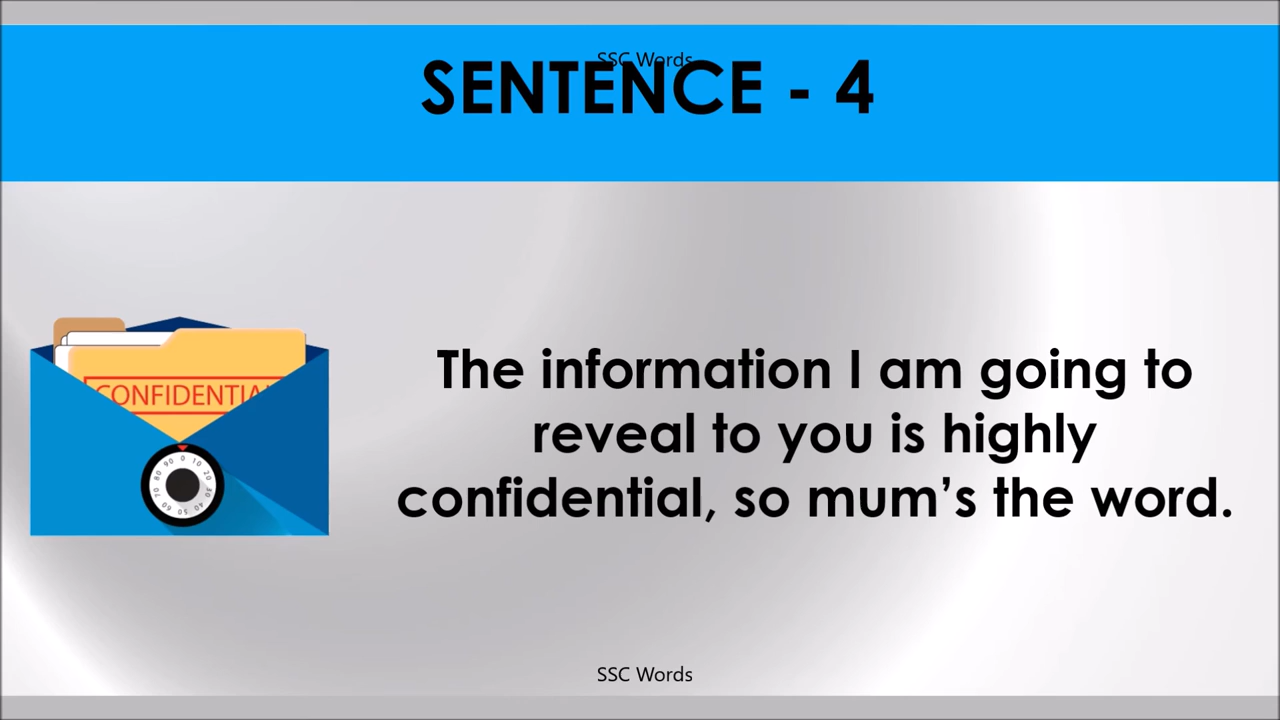 SSC Words
SENTENCE - 4
CONFIDENTIAL
The information I am going to
reveal to you is highly
confidential, so mum’s the word.
SSC Words